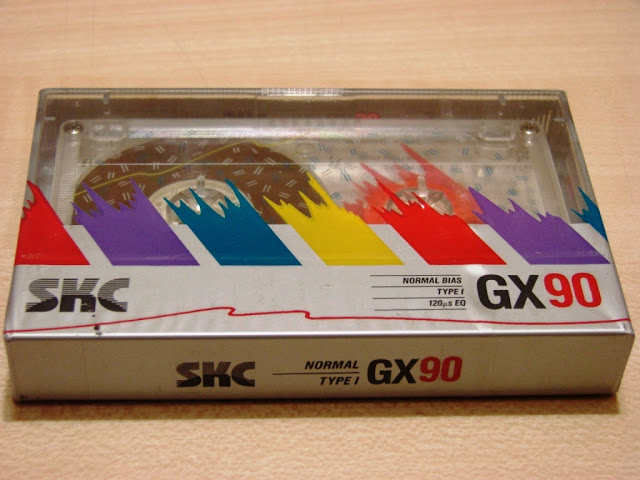 SKC
NORMAL BIAS
TYPE I
120µs EQ
GX90
SKC
NORMAL
TYPE I
GX90